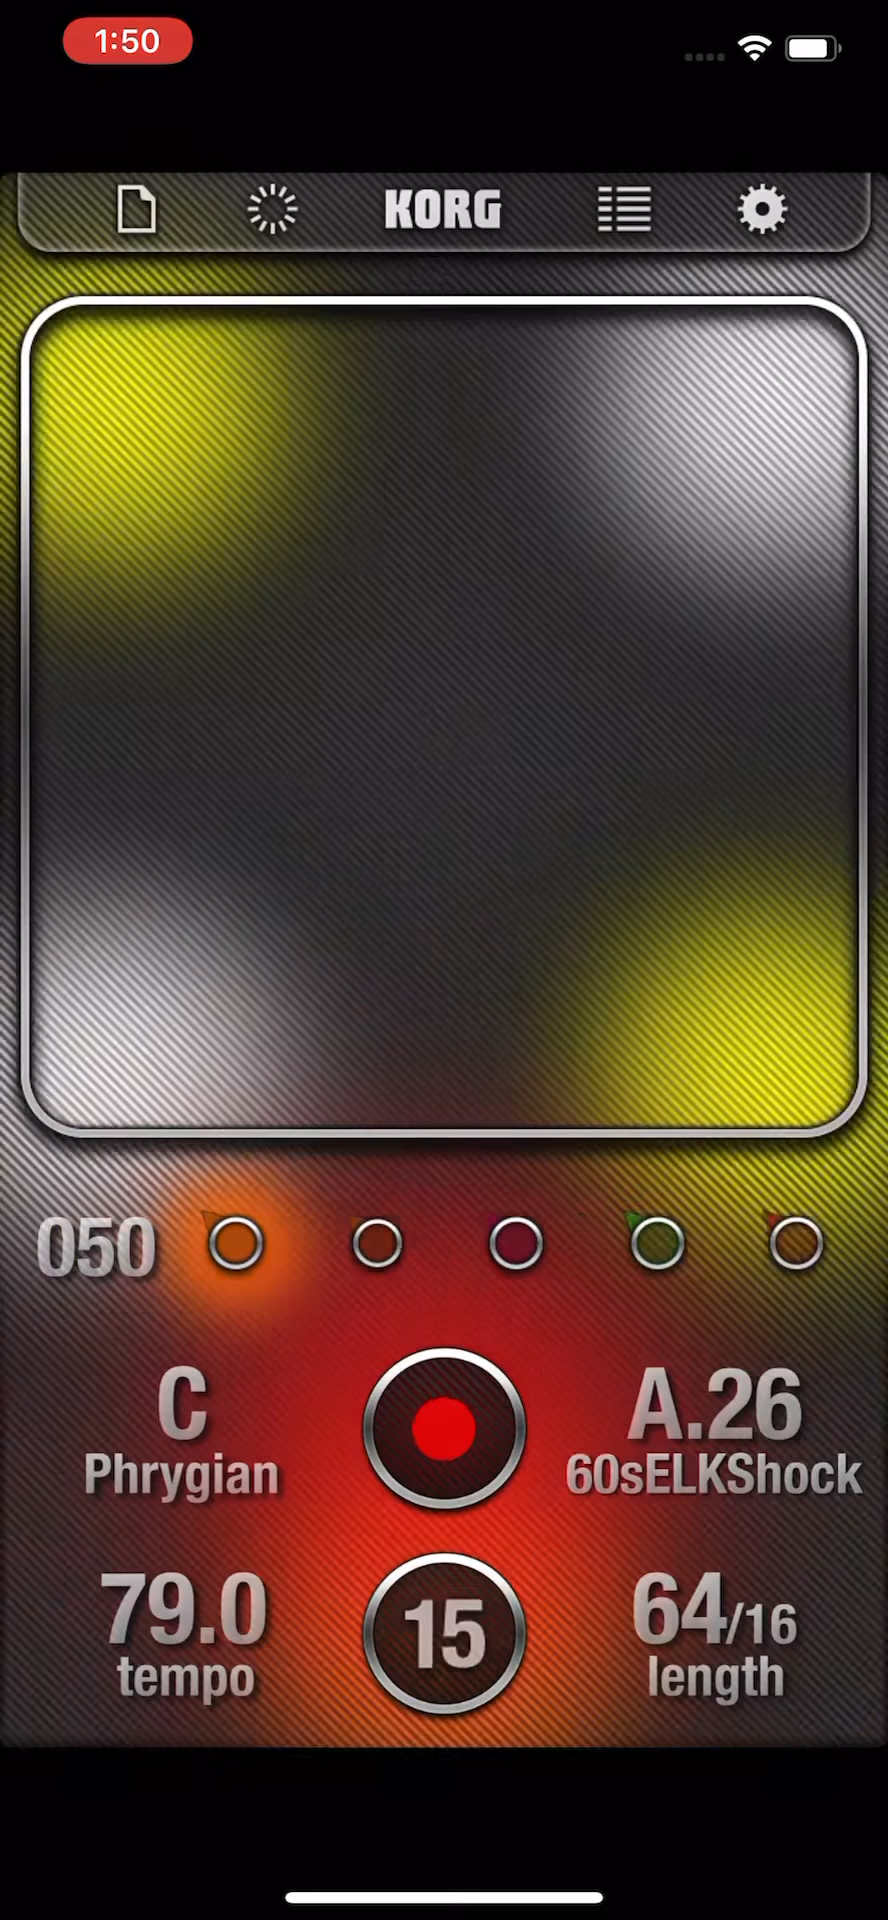 1:50
KORG
050
C
Phrygian
A.26
60sELKShock
79.0
tempo
15
64/16
length